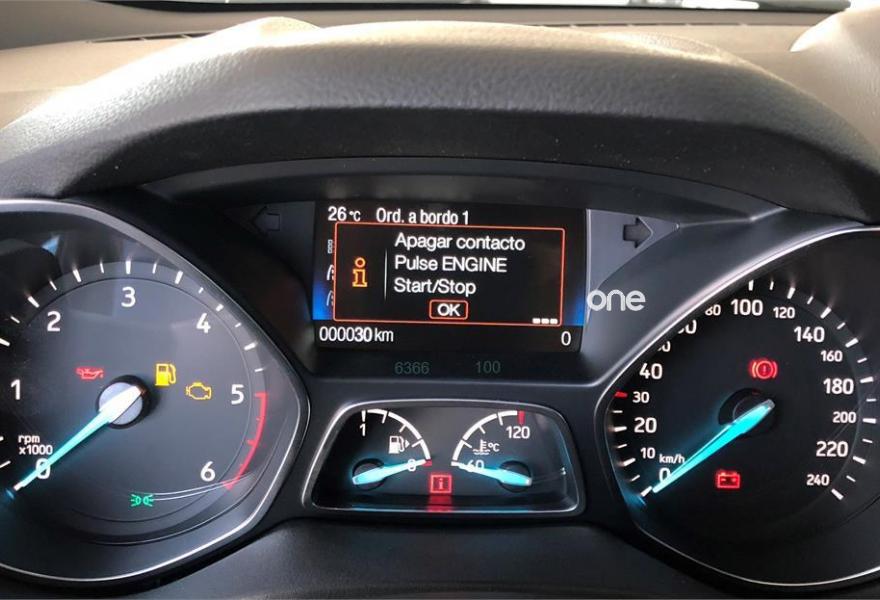 26°C Ord. a bordo 1
Apagar contacto
Pulse ENGINE
Start/Stop
OK
000030 km 0
6366 100
one
0 1 2 3 4 5 6
rpm
x1000
1 0
60 120
°C
i
0 10 20 30 40 80 100 120 140 160 180 200 220 240
km/h